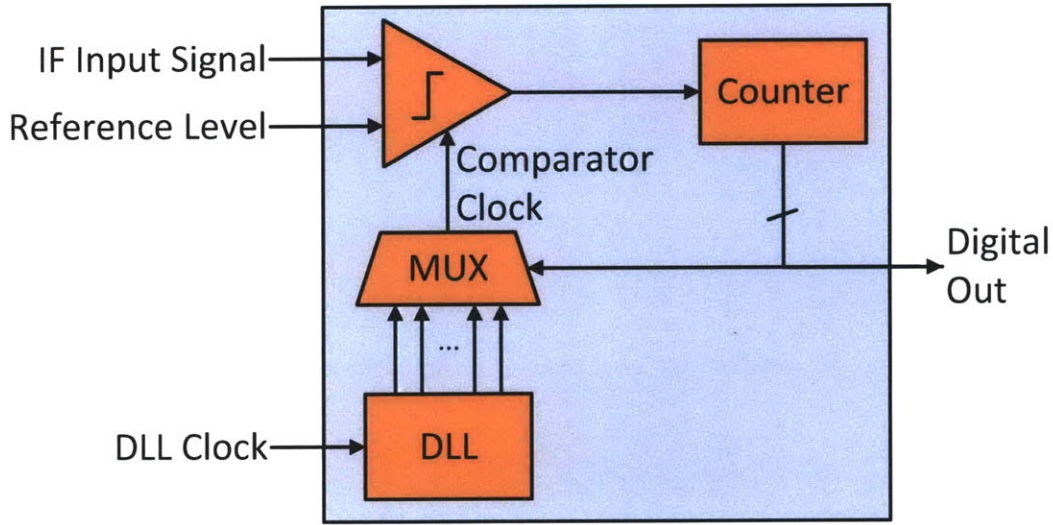 IF Input Signal
Reference Level
Counter
Comparator
Clock
MUX
Digital
Out
...
DLL Clock
DLL